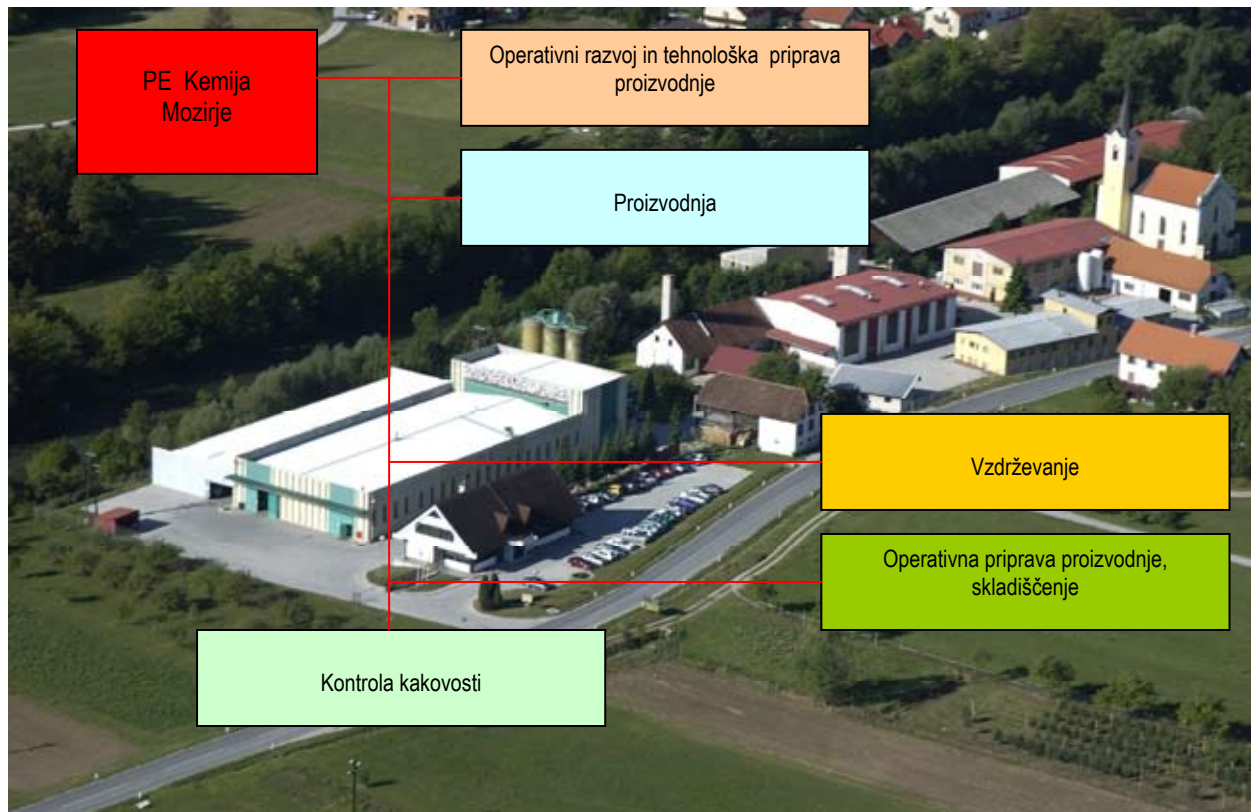 PE Kemija
Mozirje
Operativni razvoj in tehnološka priprava
proizvodnje
Proizvodnja
Vzdrževanje
Operativna priprava proizvodnje,
skladiščenje
Kontrola kakovosti